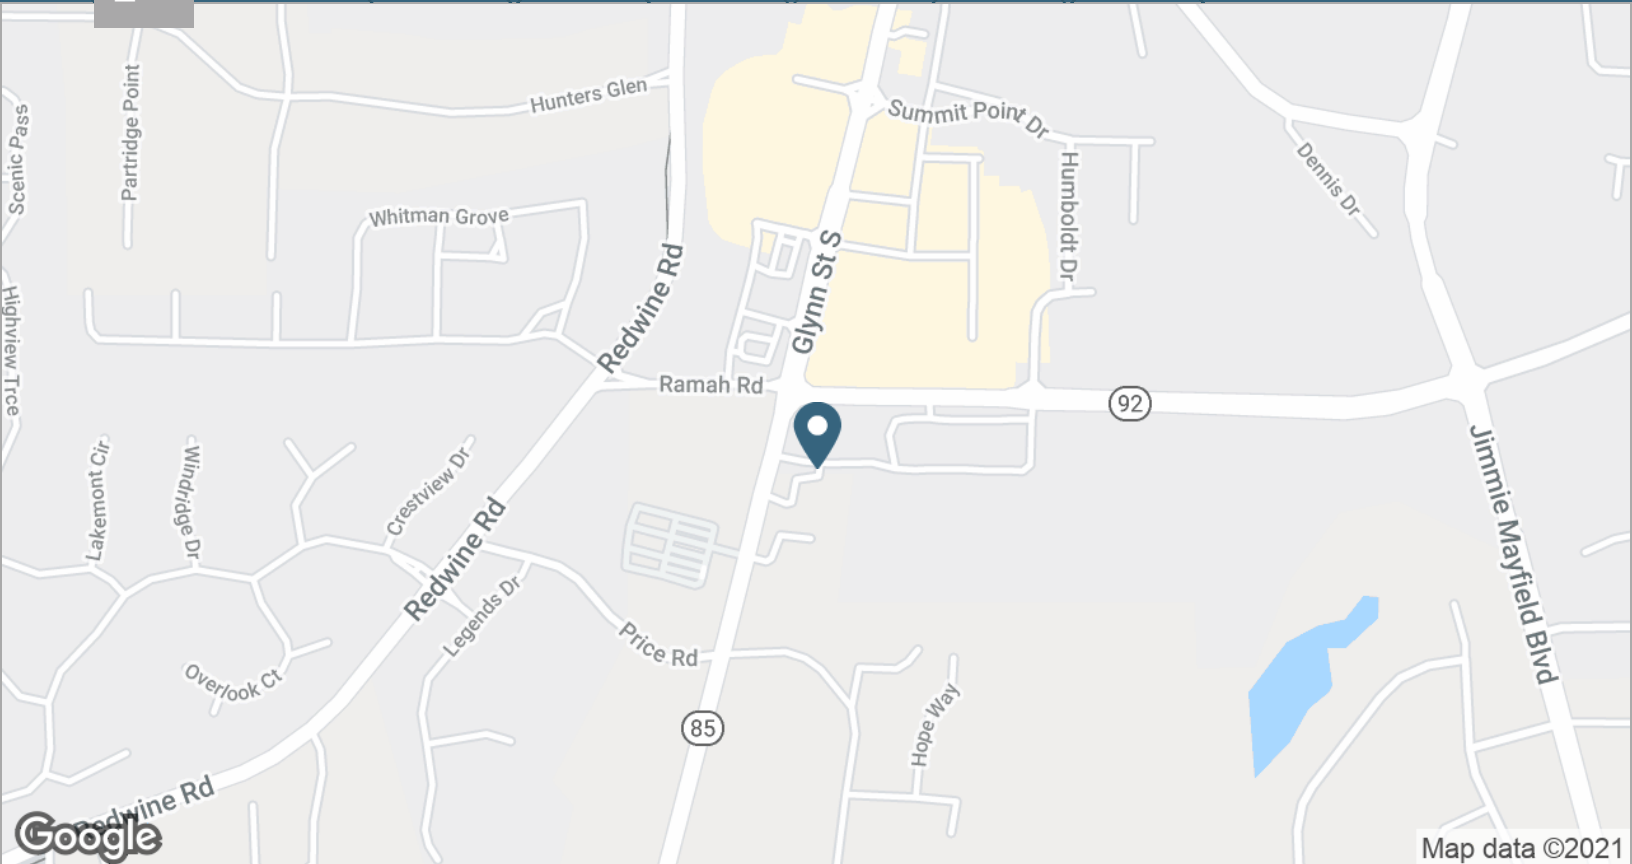 Hunters Glen
Partridge Point
Scenic Pass
Summit Point Dr
Humboldt Dr
Dennis Dr
Whitman Grove
Redwine Rd
Glynn St S
Highview Trce
Ramah Rd
92
Lakemont Cir
Windridge Dr
Crestview Dr
Jimmie Mayfield Blvd
Redwine Rd
Legends Dr
Price Rd
Overlook Ct
Hope Way
85
Redwine Rd
Google
Map data ©2021